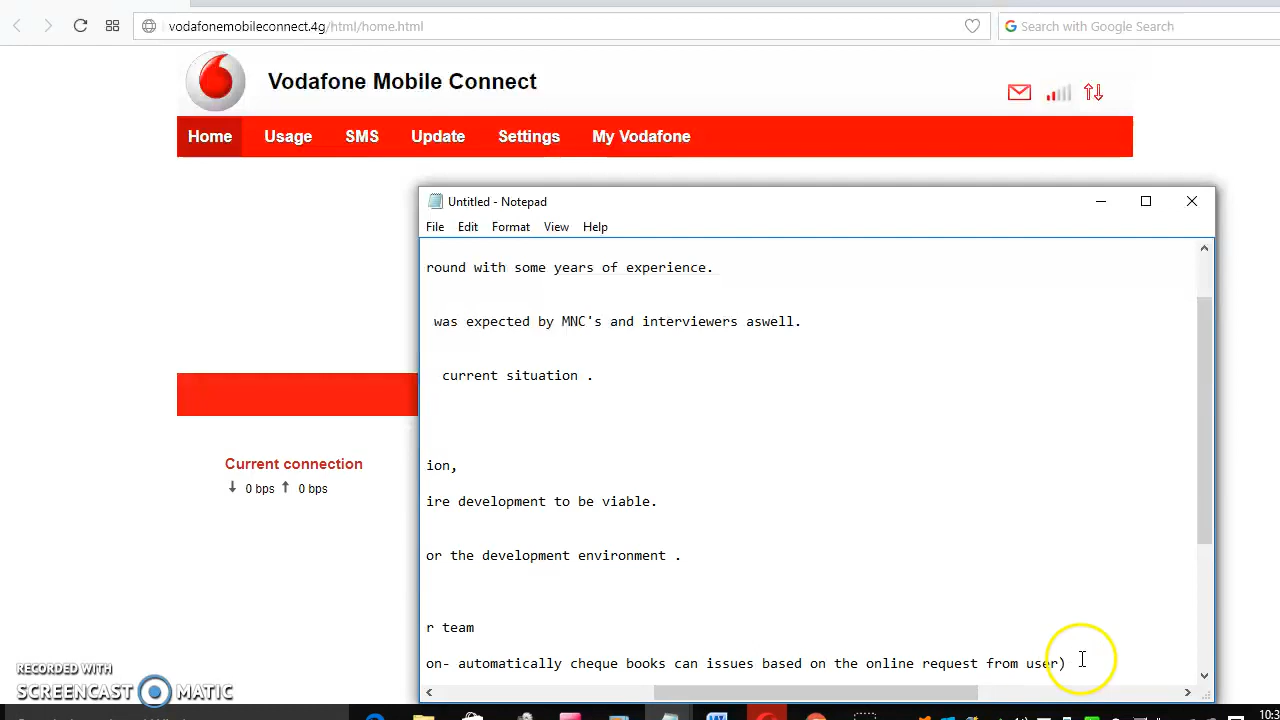 vodafonemobileconnect.4g/html/home.html
Search with Google Search
Vodafone Mobile Connect
Home Usage SMS Update Settings My Vodafone
Untitled - Notepad
File Edit Format View Help
round with some years of experience.
was expected by MNC's and interviewers aswell.
current situation .
ion,
Current connection
0 bps 0 bps
ire development to be viable.
or the development environment .
r team
on- automatically cheque books can issues based on the online request from user)
RECORDED WITH
SCREENCAST MATIC
10:3